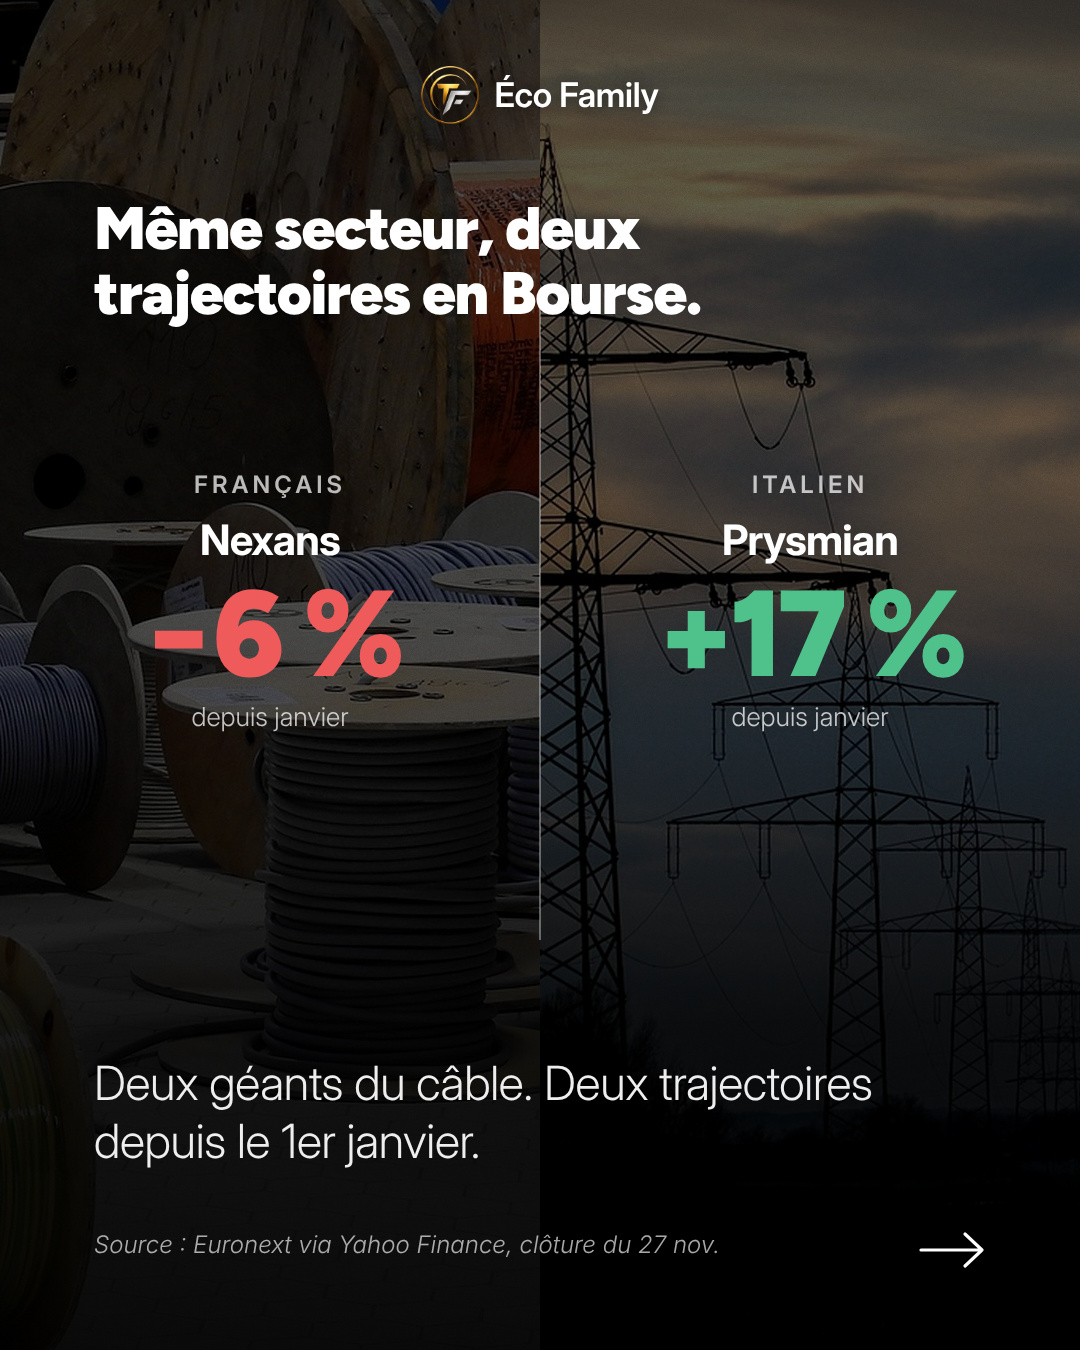 TF Éco Family
Même secteur, deux
trajectoires en Bourse.
FRANÇAIS
Nexans
-6 %
depuis janvier
ITALIEN
Prysmian
+17 %
depuis janvier
Deux géants du câble. Deux trajectoires
depuis le 1er janvier.
Source : Euronext via Yahoo Finance, clôture du 27 nov.